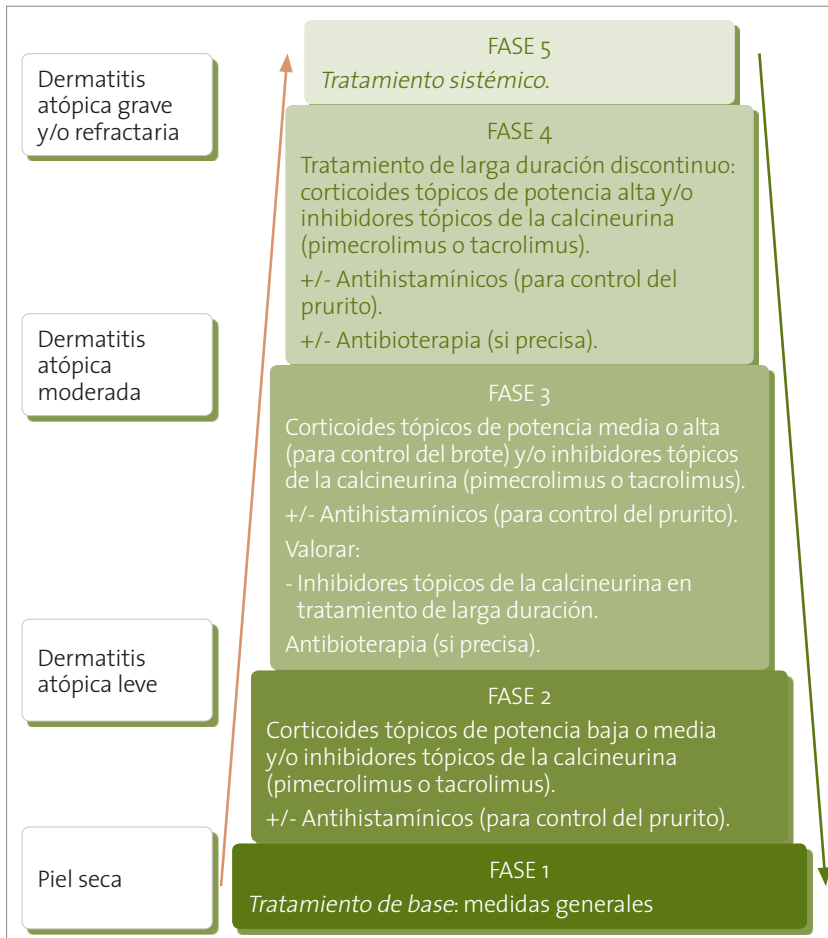 FASE 5
Tratamiento sistémico.
Dermatitis
atópica grave
y/o refractaria
FASE 4
Tratamiento de larga duración discontinuo:
corticoides tópicos de potencia alta y/o
inhibidores tópicos de la calcineurina
(pimecrolimus o tacrolimus).
+/- Antihistamínicos (para control del
prurito).
+/- Antibioterapia (si precisa).
Dermatitis
atópica
moderada
FASE 3
Corticoides tópicos de potencia media o alta
(para control del brote) y/o inhibidores tópicos
de la calcineurina (pimecrolimus o tacrolimus).
+/- Antihistamínicos (para control del prurito).
Valorar:
- Inhibidores tópicos de la calcineurina en
tratamiento de larga duración.
Antibioterapia (si precisa).
Dermatitis
atópica leve
FASE 2
Corticoides tópicos de potencia baja o media
y/o inhibidores tópicos de la calcineurina
(pimecrolimus o tacrolimus).
+/- Antihistamínicos (para control del prurito).
Piel seca
FASE 1
Tratamiento de base: medidas generales